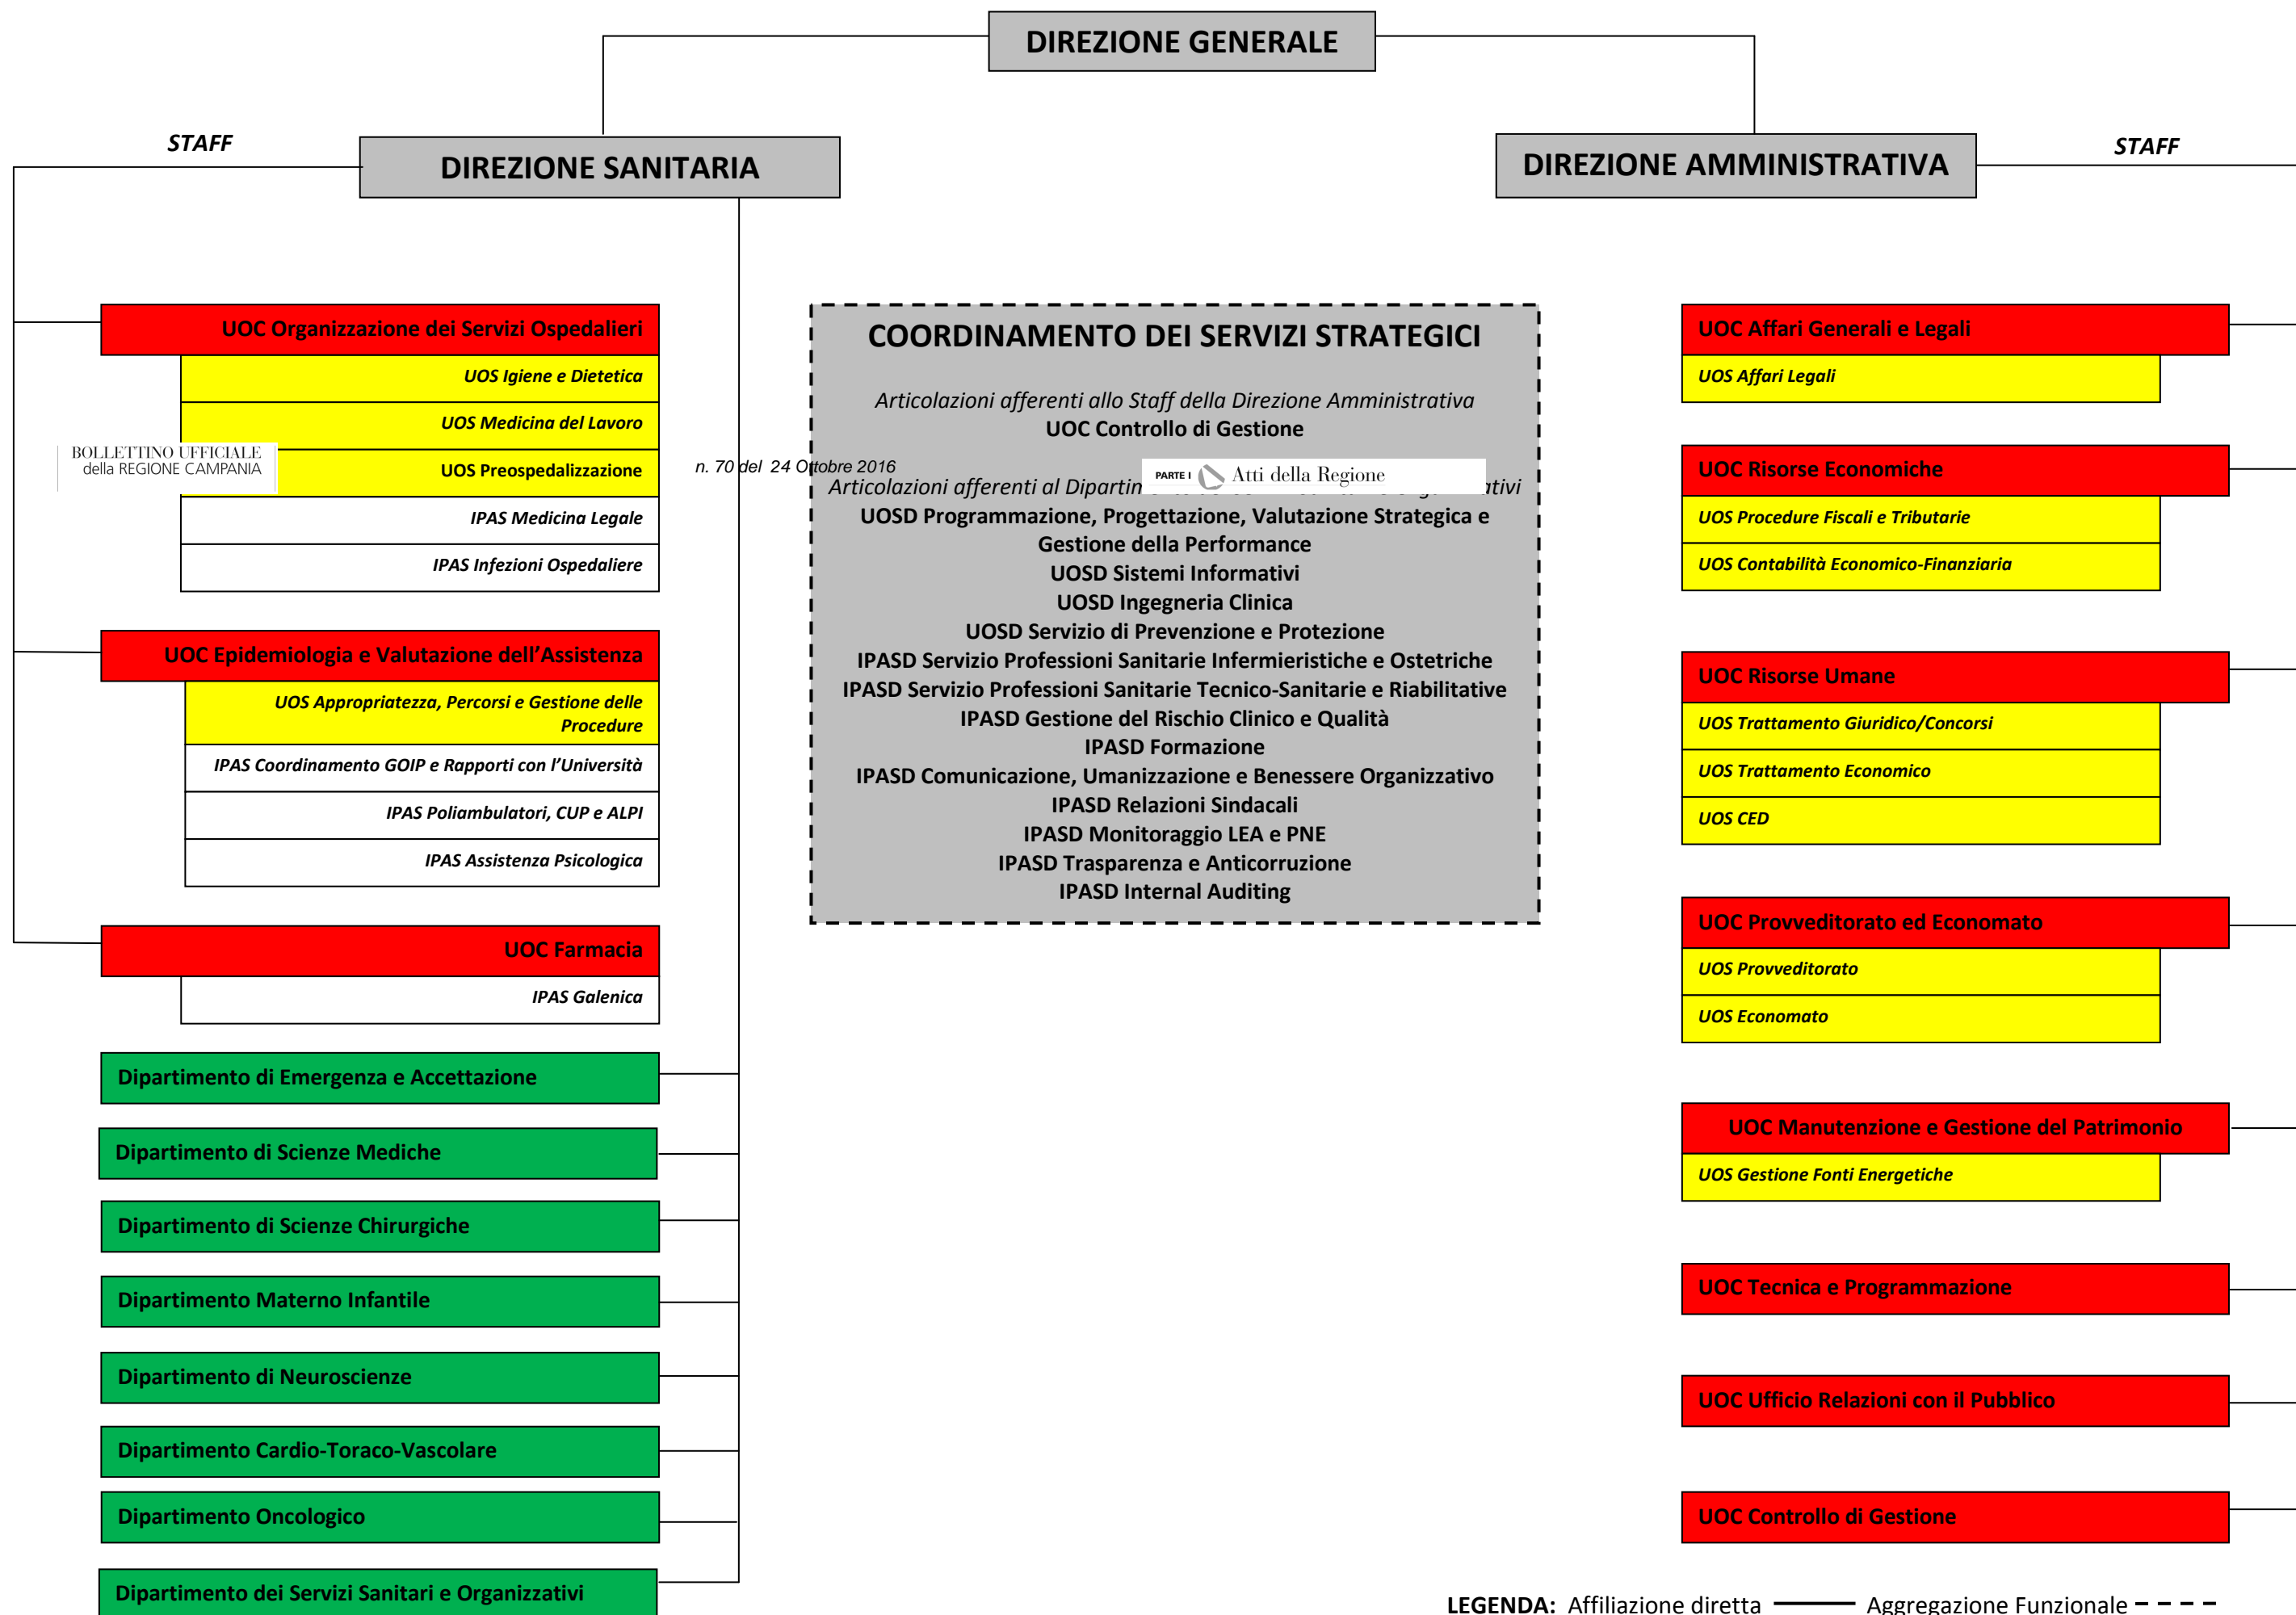 DIREZIONE GENERALE
STAFF
DIREZIONE SANITARIA
DIREZIONE AMMINISTRATIVA
STAFF
UOC Organizzazione dei Servizi Ospedalieri
UOS Igiene e Dietetica
UOS Medicina del Lavoro
UOS Preospedalizzazione
IPAS Medicina Legale
IPAS Infezioni Ospedaliere
BOLLETTINO UFFICIALE
della REGIONE CAMPANIA
n. 70 del 24 Ottobre 2016
PARTE I Atti della Regione
UOC Epidemiologia e Valutazione dell'Assistenza
UOS Appropriatezza, Percorsi e Gestione delle
Procedure
IPAS Coordinamento GOIP e Rapporti con l'Università
IPAS Poliambulatori, CUP e ALPI
IPAS Assistenza Psicologica
UOC Farmacia
IPAS Galenica
Dipartimento di Emergenza e Accettazione
Dipartimento di Scienze Mediche
Dipartimento di Scienze Chirurgiche
Dipartimento Materno Infantile
Dipartimento di Neuroscienze
Dipartimento Cardio-Toraco-Vascolare
Dipartimento Oncologico
Dipartimento dei Servizi Sanitari e Organizzativi
COORDINAMENTO DEI SERVIZI STRATEGICI
Articolazioni afferenti allo Staff della Direzione Amministrativa
UOC Controllo di Gestione
Articolazioni afferenti al
UOSD Programmazione, Progettazione, Valutazione Strategica e
Gestione della Performance
UOSD Sistemi Informativi
UOSD Ingegneria Clinica
UOSD Servizio di Prevenzione e Protezione
IPASD Servizio Professioni Sanitarie Infermieristiche e Ostetriche
IPASD Servizio Professioni Sanitarie Tecnico-Sanitarie e Riabilitative
IPASD Gestione del Rischio Clinico e Qualità
IPASD Formazione
IPASD Comunicazione, Umanizzazione e Benessere Organizzativo
IPASD Relazioni Sindacali
IPASD Monitoraggio LEA e PNE
IPASD Trasparenza e Anticorruzione
IPASD Internal Auditing
UOC Affari Generali e Legali
UOS Affari Legali
UOC Risorse Economiche
UOS Procedure Fiscali e Tributarie
UOS Contabilità Economico-Finanziaria
UOC Risorse Umane
UOS Trattamento Giuridico/Concorsi
UOS Trattamento Economico
UOS CED
UOC Provveditorato ed Economato
UOS Provveditorato
UOS Economato
UOC Manutenzione e Gestione del Patrimonio
UOS Gestione Fonti Energetiche
UOC Tecnica e Programmazione
UOC Ufficio Relazioni con il Pubblico
UOC Controllo di Gestione
LEGENDA: Affiliazione diretta Aggregazione Funzionale